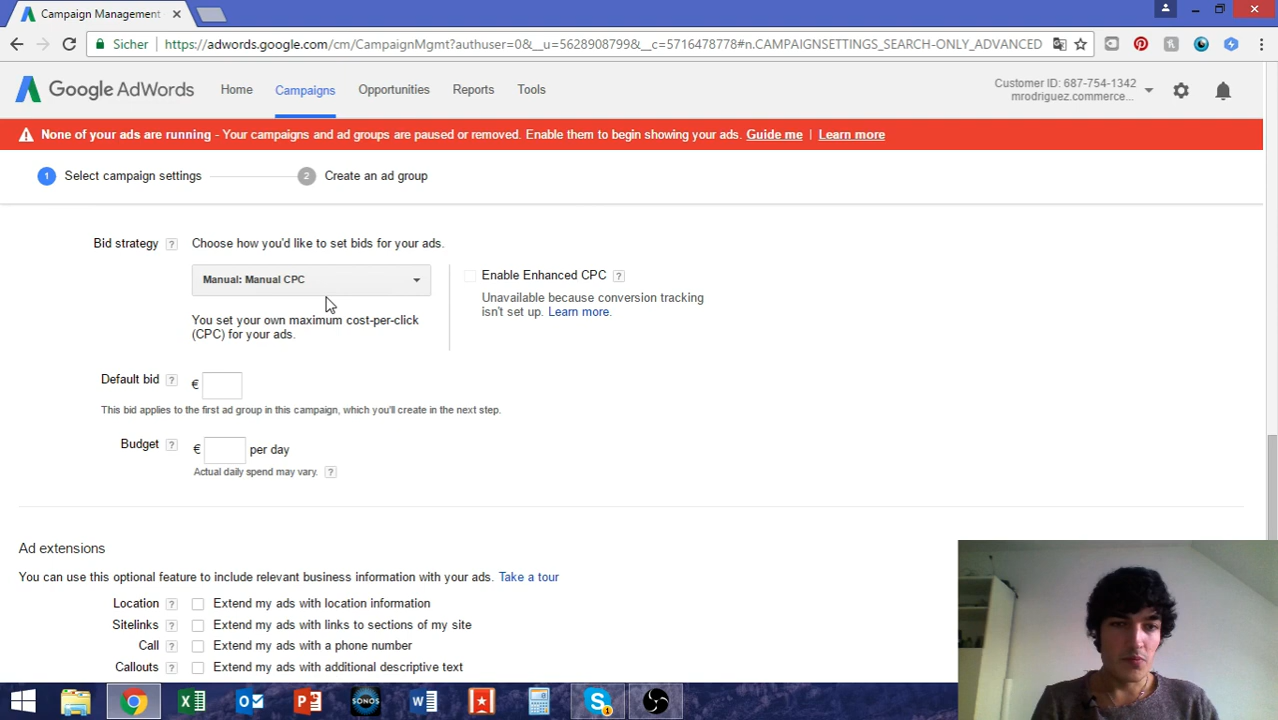 Campaign Management
Sicher | https://adwords.google.com/cm/CampaignMgmt?authuser=0&__u=5628908799&__c=5716478778#n.CAMPAIGNSETTINGS_SEARCH-ONLY_ADVANCED
Google AdWords
Home
Campaigns
Opportunities
Reports
Tools
Customer ID: 687-754-1342
mrodriguez.commerce...
None of your ads are running - Your campaigns and ad groups are paused or removed. Enable them to begin showing your ads. Guide me | Learn more
1 Select campaign settings
2 Create an ad group
Bid strategy ? Choose how you'd like to set bids for your ads.
Manual: Manual CPC
Enable Enhanced CPC ?
Unavailable because conversion tracking
isn't set up. Learn more.
You set your own maximum cost-per-click
(CPC) for your ads.
Default bid ? €
This bid applies to the first ad group in this campaign, which you'll create in the next step.
Budget ? € per day
Actual daily spend may vary. ?
Ad extensions
You can use this optional feature to include relevant business information with your ads. Take a tour
Location ? Extend my ads with location information
Sitelinks ? Extend my ads with links to sections of my site
Call ? Extend my ads with a phone number
Callouts ? Extend my ads with additional descriptive text
SONOS